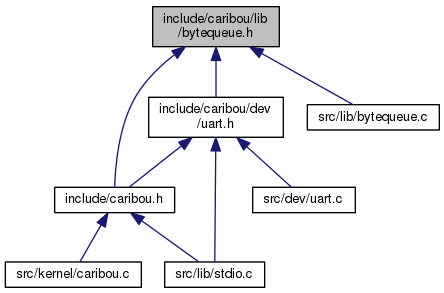 include/caribou/lib
/bytequeue.h
include/caribou/dev
/uart.h
src/lib/bytequeue.c
include/caribou.h
src/dev/uart.c
src/kernel/caribou.c
src/lib/stdio.c